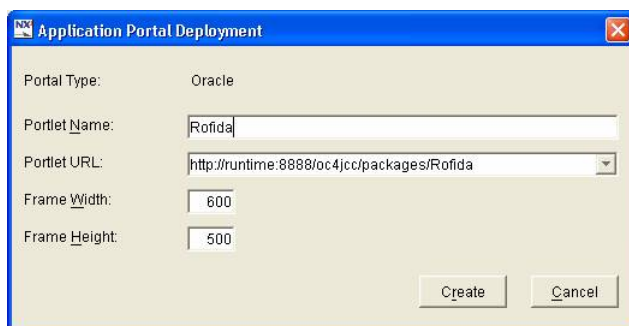 NX Application Portal Deployment
Portal Type: Oracle
Portlet Name: Rofida
Portlet URL: http://runtime:8888/oc4jcc/packages/Rofida
Frame Width: 600
Frame Height: 500
Create Cancel